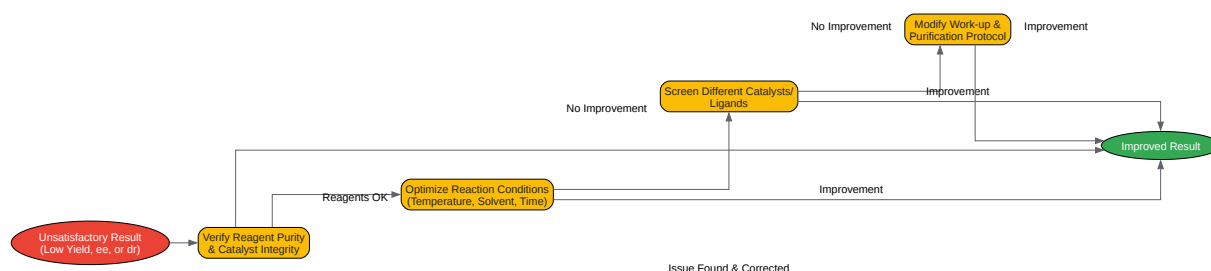 No Improvement
Modify Work-up &
Purification Protocol
Improvement
Screen Different Catalysts/
Ligands
Improvement
No Improvement
Improved Result
Optimize Reaction Conditions
(Temperature, Solvent, Time)
Reagents OK
Improvement
Unsatisfactory Result
(Low Yield, ee, or dr)
Verify Reagent Purity
& Catalyst Integrity
Issue Found & Corrected